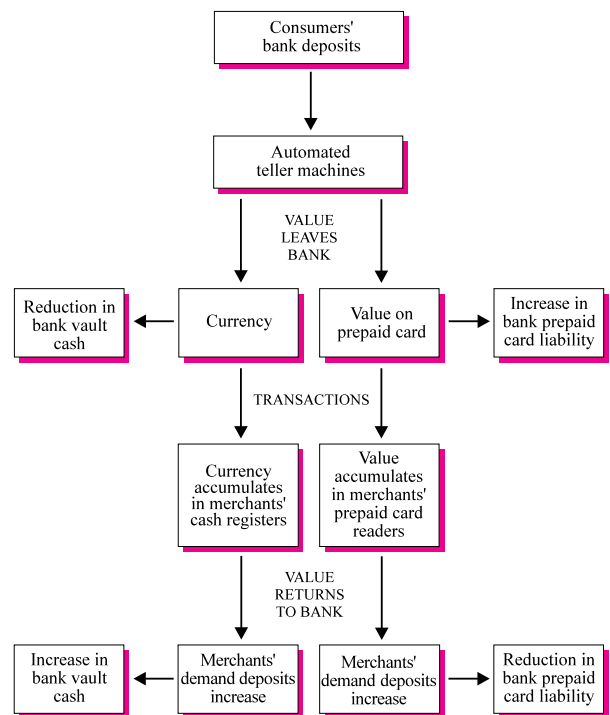 Consumers'
bank deposits
Automated
teller machines
VALUE
LEAVES
BANK
Reduction in
bank vault
cash
Currency
Value on
prepaid card
Increase in
bank prepaid
card liability
TRANSACTIONS
Currency
accumulates
in merchants'
cash registers
Value
accumulates
in merchants'
prepaid card
readers
VALUE
RETURNS
TO BANK
Increase in
bank vault
cash
Merchants'
demand deposits
increase
Merchants'
demand deposits
increase
Reduction in
bank prepaid
card liability